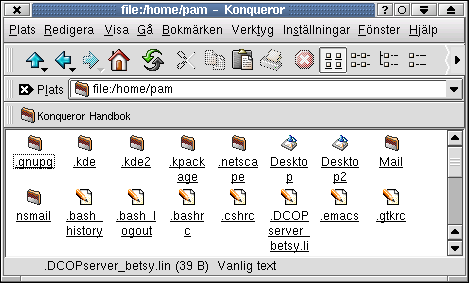 file:/home/pam - Konqueror
Plats Redigera Visa Gå Bokmärken Verktyg Inställningar Fönster Hjälp
Plats file:/home/pam
Konqueror Handbok
.gnupg .kde .kde2 .kpackage .netscape Desktop Desktop2 Mail
nsmail .bash_history .bash_logout .bashrc .cshrc .DCOPserver_betsy.li .emacs .gtkrc
.DCOPserver_betsy.lin (39 B) Vanlig text